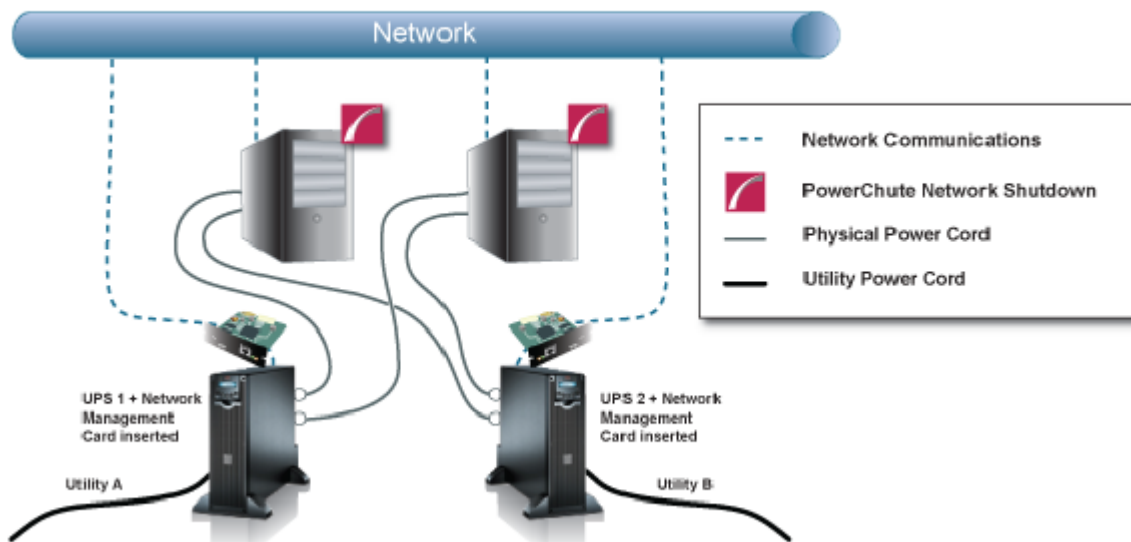 Network
Network Communications
PowerChute Network Shutdown
Physical Power Cord
Utility Power Cord
UPS 1 + Network
Management
Card inserted
UPS 2 + Network
Management
Card inserted
Utility A
Utility B